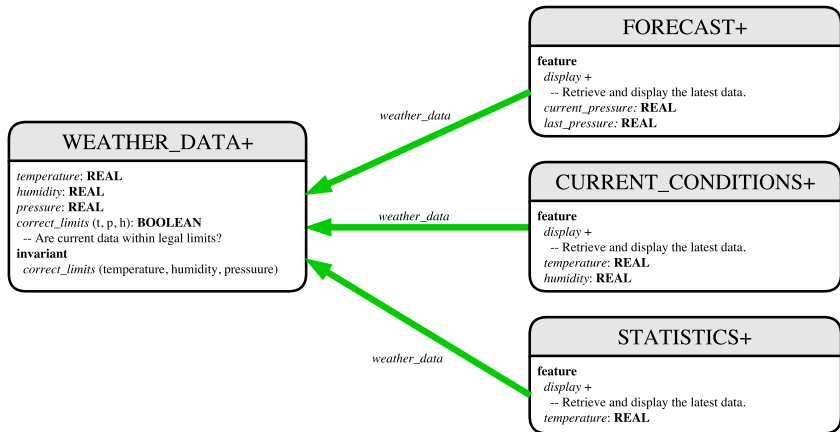 FORECAST+
feature
display +
-- Retrieve and display the latest data.
current_pressure: REAL
last_pressure: REAL
weather_data
WEATHER_DATA+
temperature: REAL
humidity: REAL
pressure: REAL
correct_limits (t, p, h): BOOLEAN
-- Are current data within legal limits?
invariant
correct_limits (temperature, humidity, pressuure)
weather_data
CURRENT_CONDITIONS+
feature
display +
-- Retrieve and display the latest data.
temperature: REAL
humidity: REAL
weather_data
STATISTICS+
feature
display +
-- Retrieve and display the latest data.
temperature: REAL